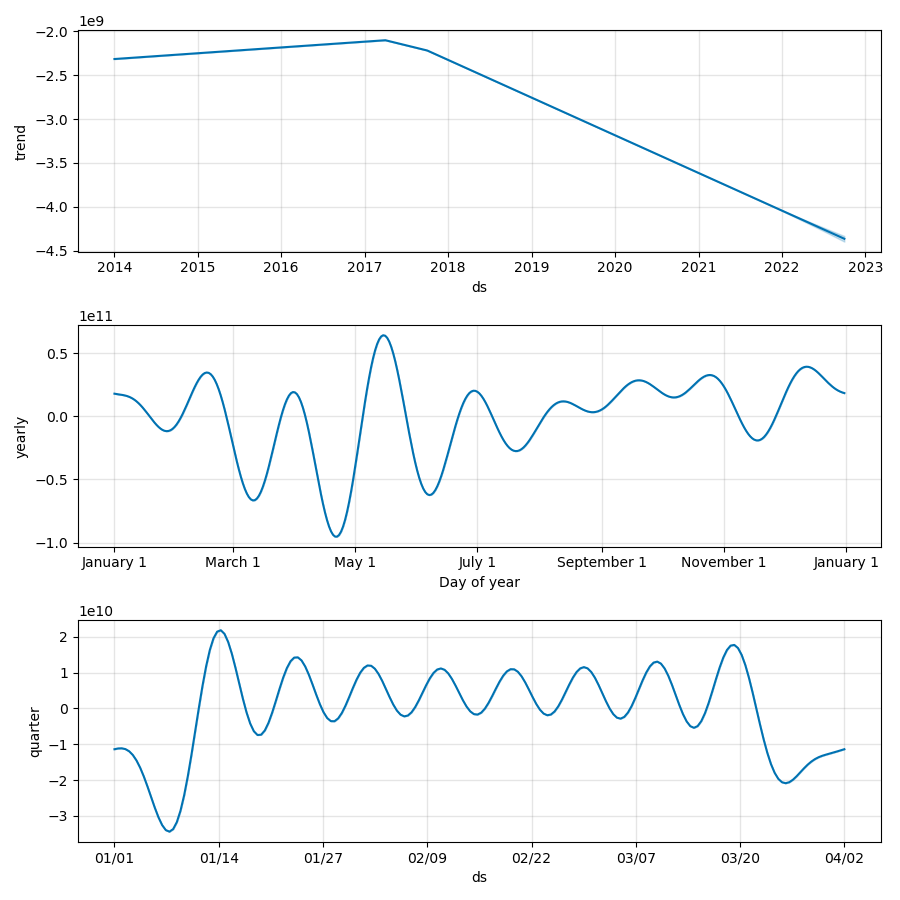 1e9
−2.0
−2.5
−3.0
−3.5
−4.0
−4.5
trend
2014 2015 2016 2017 2018 2019 2020 2021 2022 2023
ds
1e11
0.5
0.0
−0.5
−1.0
yearly
January 1 March 1 May 1 July 1 September 1 November 1 January 1
Day of year
1e10
2
1
0
−1
−2
−3
quarter
01/01 01/14 01/27 02/09 02/22 03/07 03/20 04/02
ds